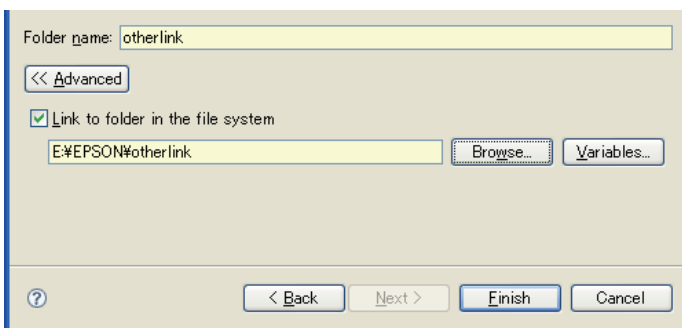 Folder name: otherlink
<< Advanced
Link to folder in the file system
E:¥EPSON¥otherlink Browse... Variables...
? < Back Next > Finish Cancel